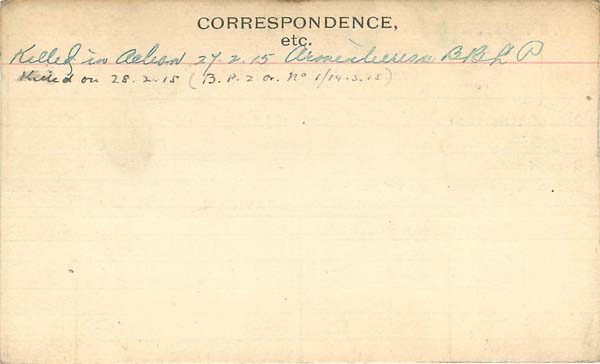 CORRESPONDENCE,
etc.
Killed in Action 27.2.15 Armentieres
Killed on 28.2.15 (B.P. 2 or. No 1/14.3.15)